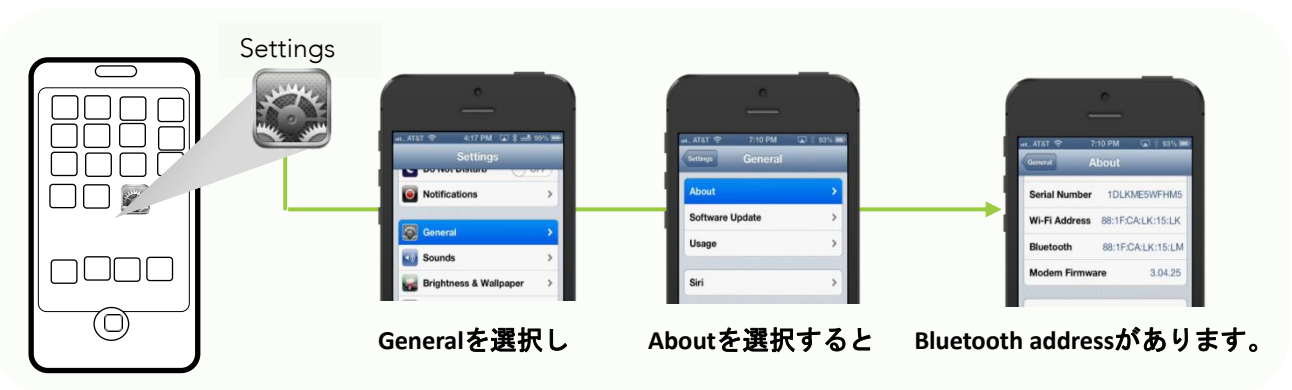 Settings
AT&T 4:17 PM 99%
Settings
Do Not Disturb OFF
Notifications
General
Sounds
Brightness & Wallpaper
Generalを選択し
AT&T 7:10 PM 93%
Settings General
About
Software Update
Usage
Siri
Aboutを選択すると
AT&T 7:10 PM 93%
General About
Serial Number 1DLKME5WFHM5
Wi-Fi Address 88:1F:CA:LK:15:LK
Bluetooth 88:1F:CA:LK:15:LM
Modem Firmware 3.04.25
Bluetooth addressがあります。